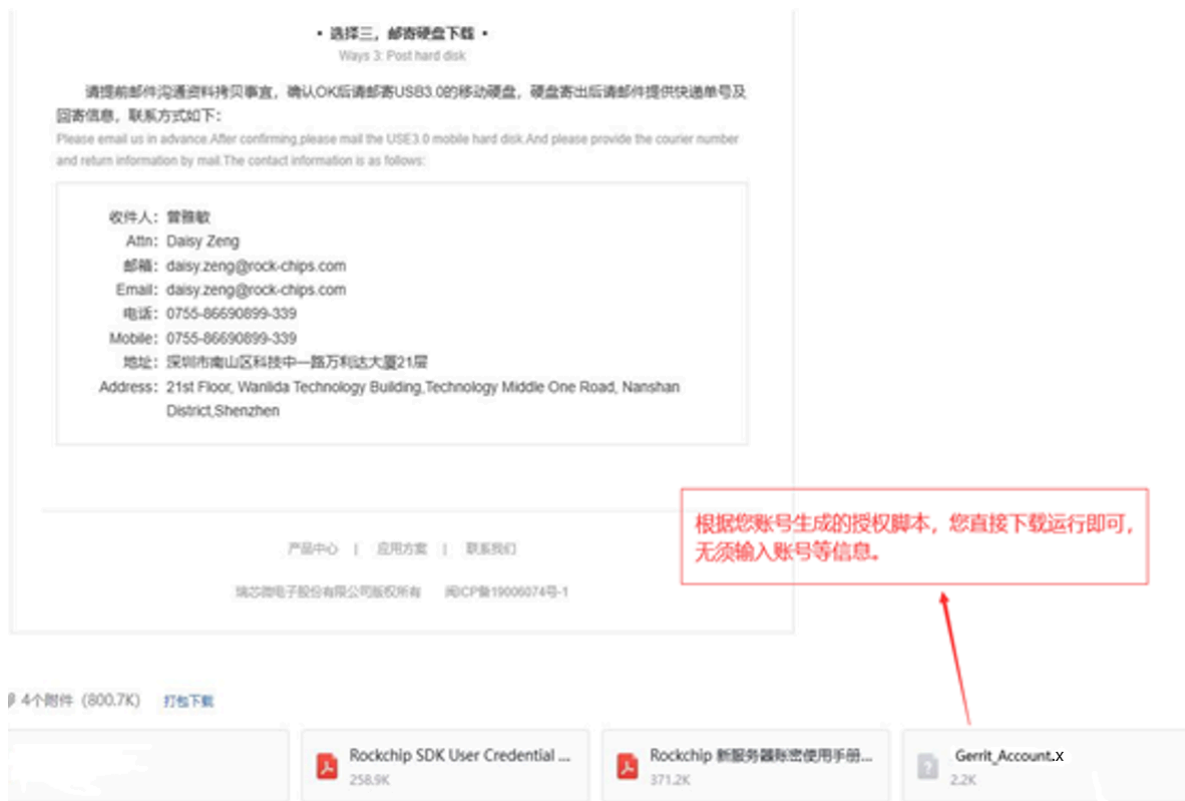 • 选择三，邮寄硬盘下载 •
Ways 3: Post hard disk
请提前邮件沟通资料拷贝事宜，确认OK后请邮寄USB3.0的移动硬盘，硬盘寄出后请邮件提供快递单号及
回寄信息，联系方式如下：
Please email us in advance.After confirming,please mail the USE3.0 mobile hard disk.And please provide the courier number
and return information by mail.The contact information is as follows:
收件人： 曾雅敏
Attn: Daisy Zeng
邮箱： daisy.zeng@rock-chips.com
Email: daisy.zeng@rock-chips.com
电话： 0755-86690899-339
Mobile: 0755-86690899-339
地址： 深圳市南山区科技中一路万利达大厦21层
Address: 21st Floor, Wanlida Technology Building,Technology Middle One Road, Nanshan
District,Shenzhen
根据您账号生成的授权脚本，您直接下载运行即可，
无须输入账号等信息。
产品中心 | 应用方案 | 联系我们
瑞芯微电子股份有限公司版权所有 闽ICP备19006074号-1
4个附件 (800.7K) 打包下载
Rockchip SDK User Credential ...
258.9K
Rockchip 新服务器账密使用手册...
371.2K
Gerrit_Account.x
2.2K